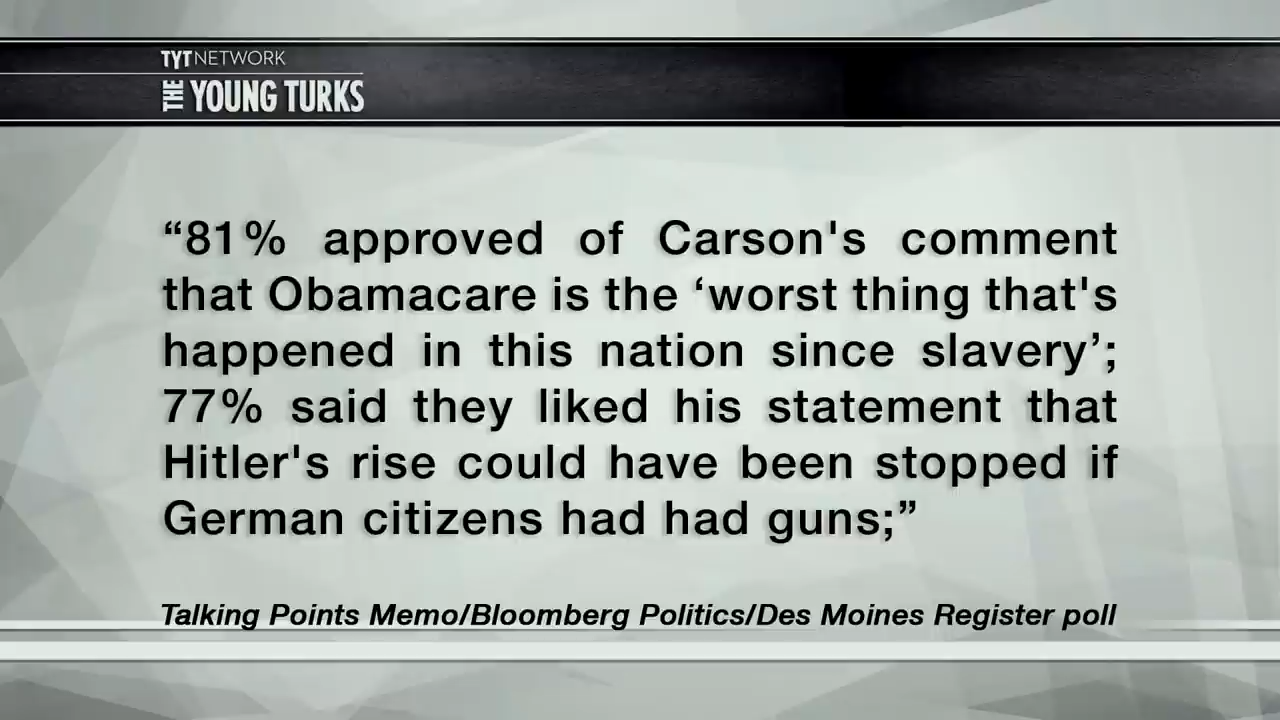 TYT NETWORK
THE YOUNG TURKS
“81% approved of Carson's comment
that Obamacare is the ‘worst thing that's
happened in this nation since slavery’;
77% said they liked his statement that
Hitler's rise could have been stopped if
German citizens had had guns;”
Talking Points Memo/Bloomberg Politics/Des Moines Register poll